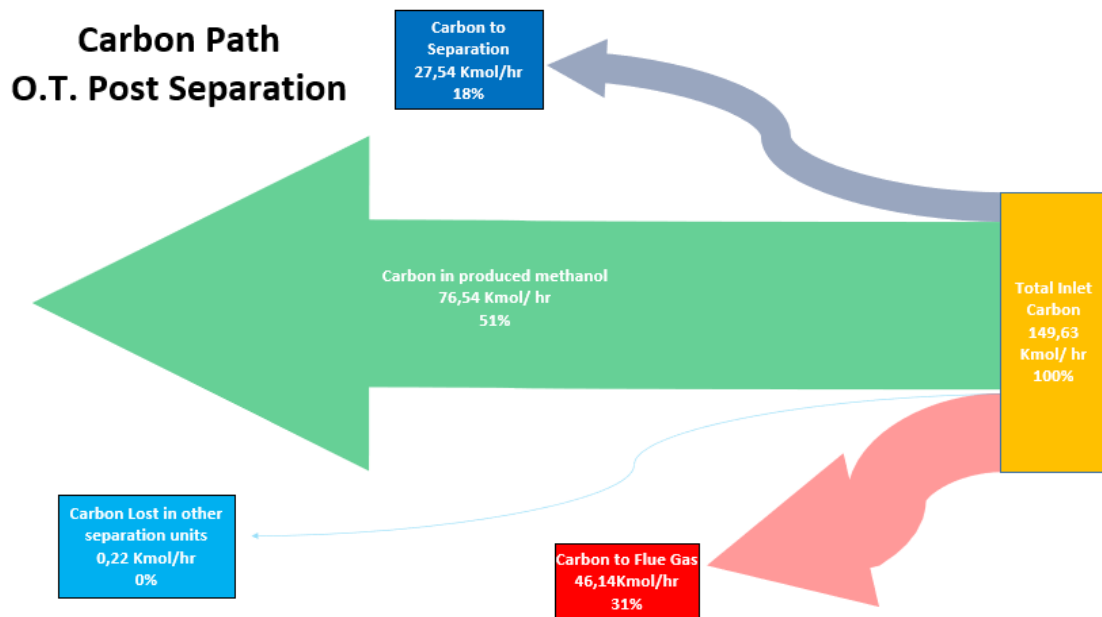 Carbon Path
O.T. Post Separation
Carbon to
Separation
27,54 Kmol/hr
18%
Carbon in produced methanol
76,54 Kmol/ hr
51%
Total Inlet
Carbon
149,63
Kmol/ hr
100%
Carbon Lost in other
separation units
0,22 Kmol/hr
0%
Carbon to Flue Gas
46,14Kmol/hr
31%